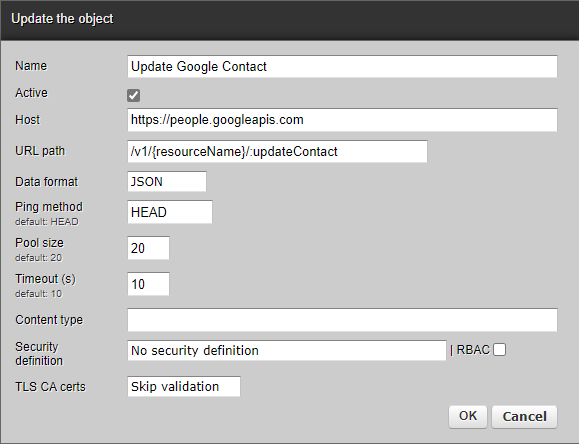 Update the object
Name Update Google Contact
Active
Host https://people.googleapis.com
URL path /v1/{resourceName}/:updateContact
Data format JSON
Ping method HEAD
default: HEAD
Pool size 20
default: 20
Timeout (s) 10
default: 10
Content type
Security definition No security definition | RBAC
TLS CA certs Skip validation
OK Cancel